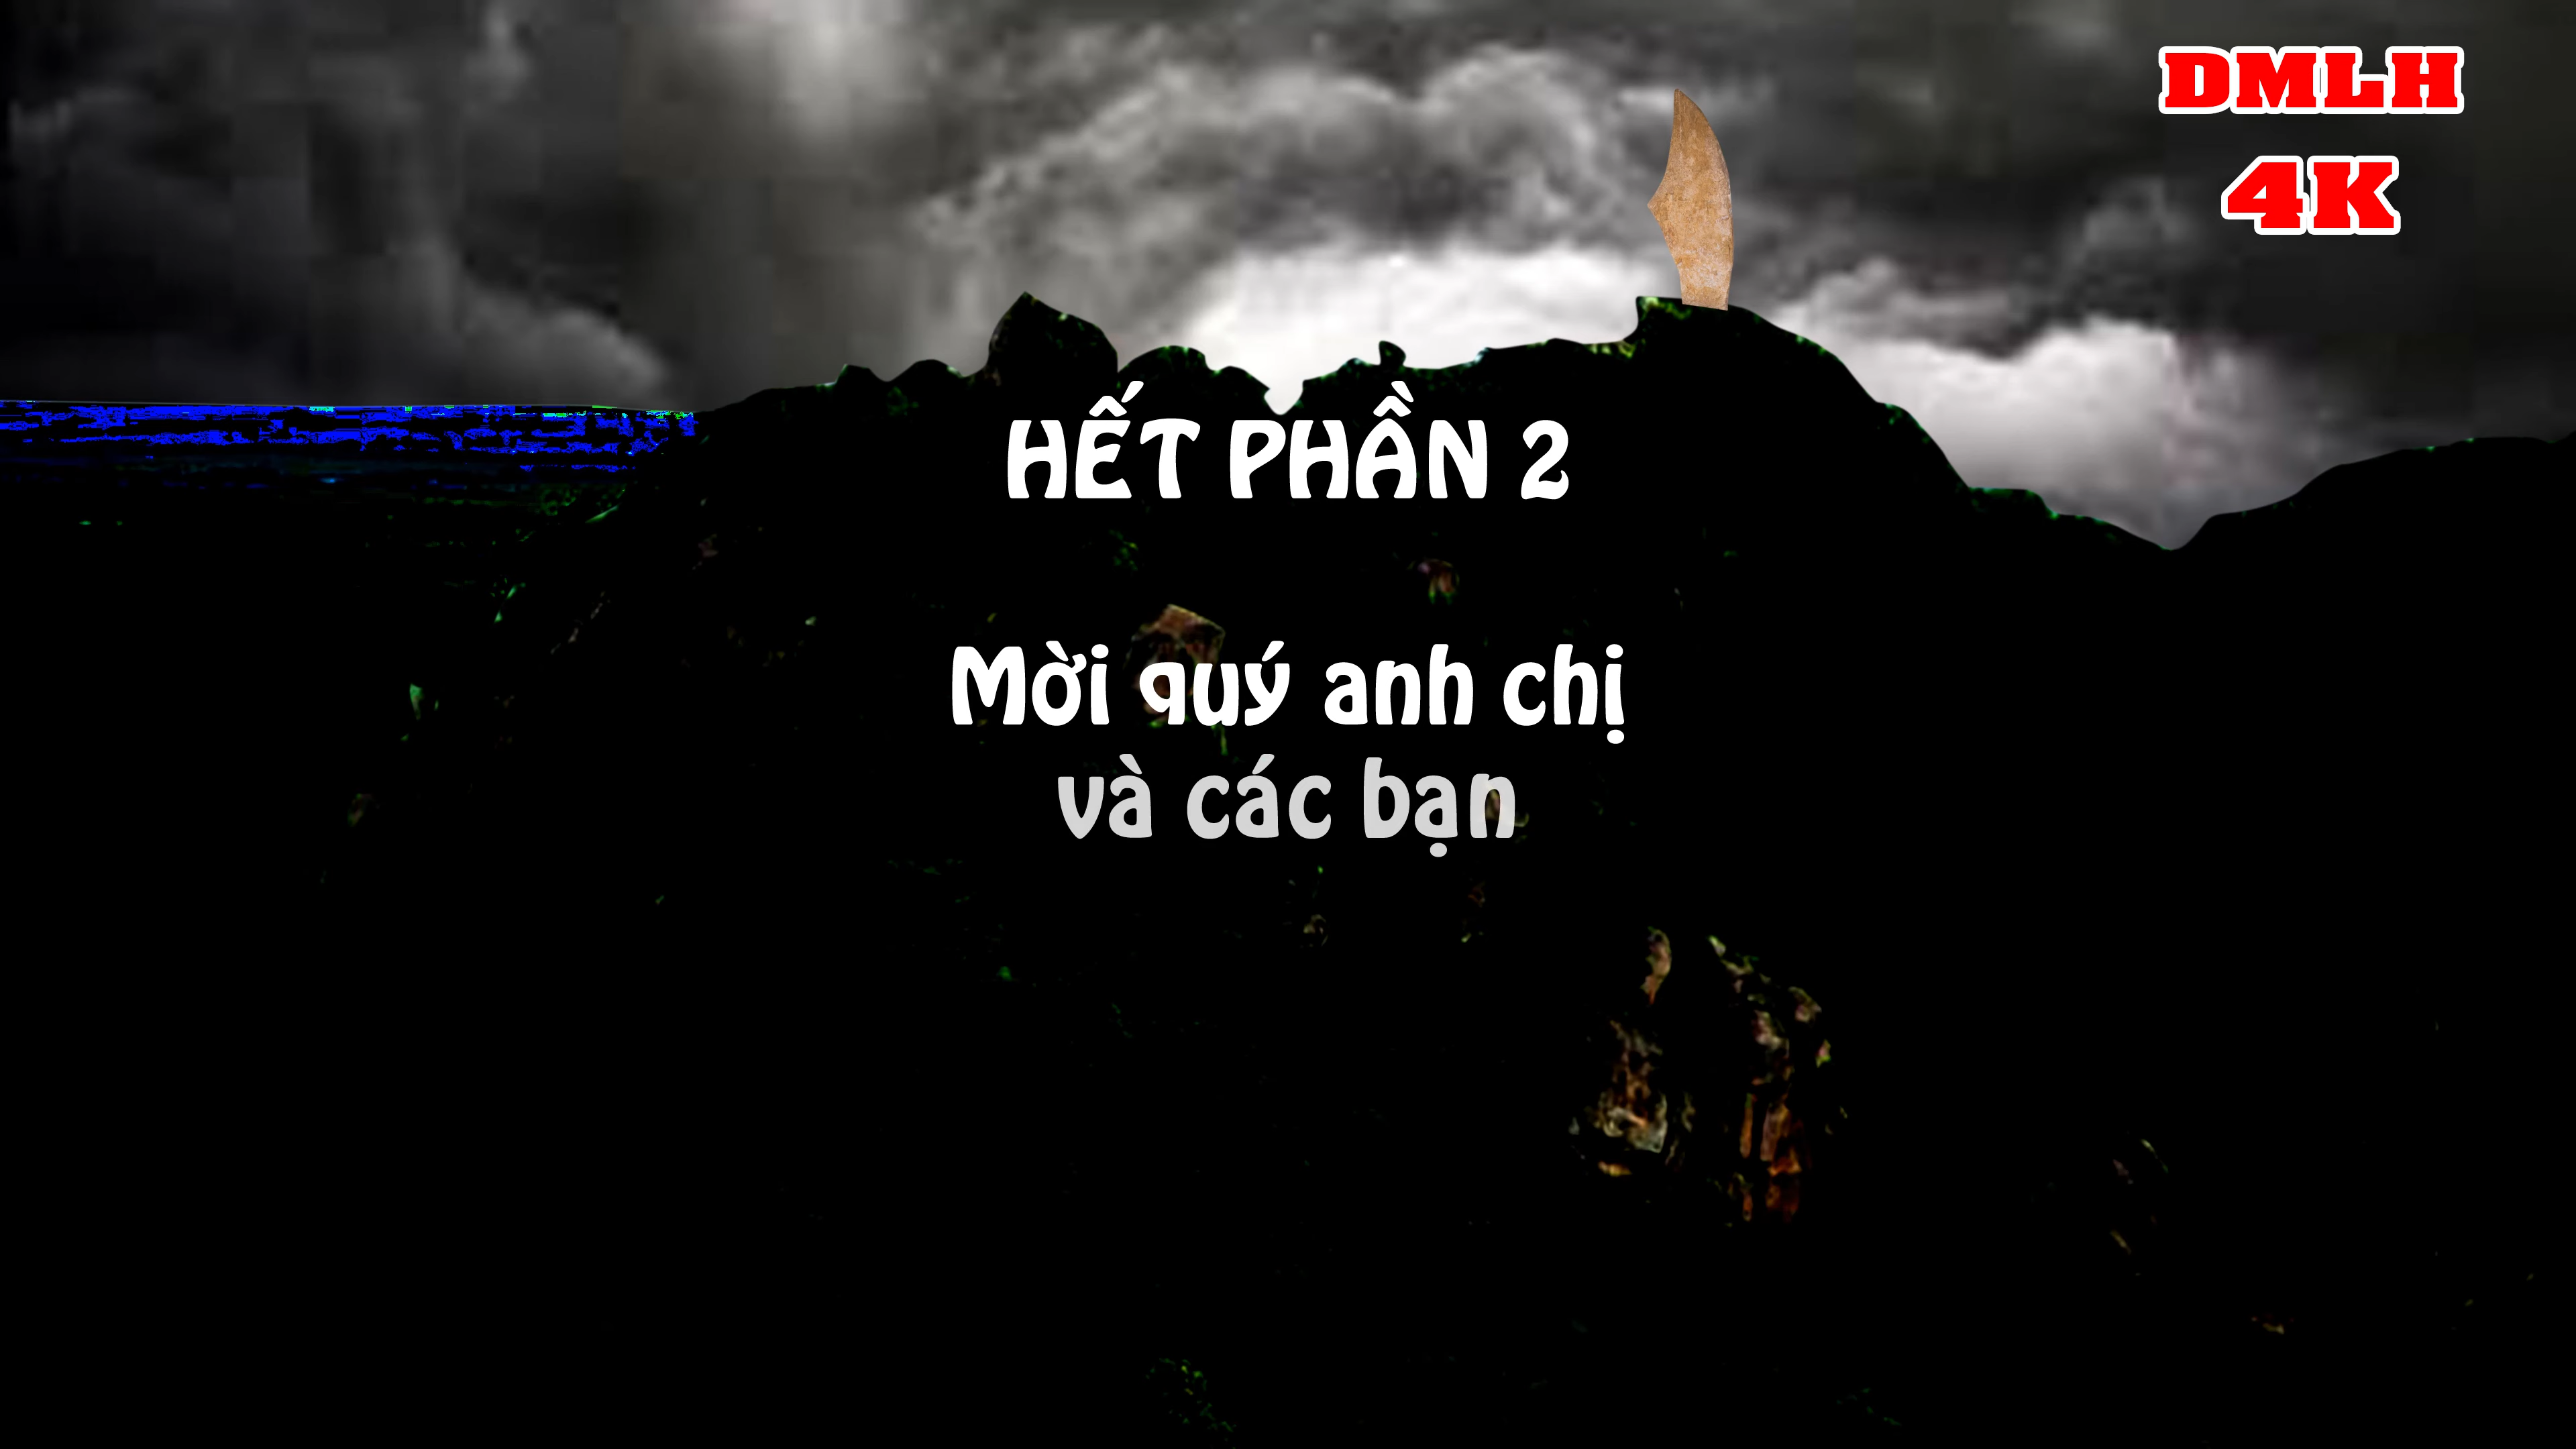 DMLH
4K
HẾT PHẦN 2
Mời quý anh chị
và các bạn